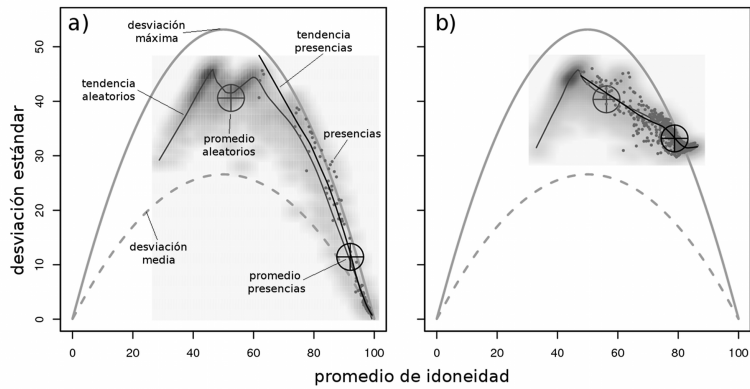 a)
desviación
máxima
tendencia
presencias
tendencia
aleatorios
promedio
aleatorios
presencias
desviación
media
promedio
presencias
b)
desviación estándar
0
10
20
30
40
50
0
20
40
60
80
100
0
20
40
60
80
100
promedio de idoneidad